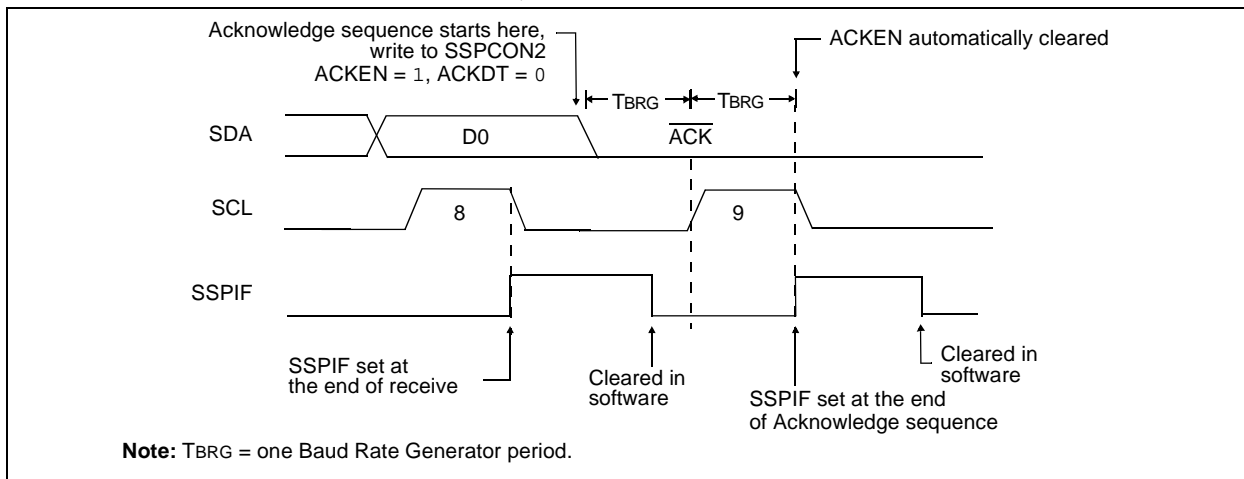 Acknowledge sequence starts here,
write to SSPCON2
ACKEN = 1, ACKDT = 0
ACKEN automatically cleared
TBRG
TBRG
SDA
D0
ACK
SCL
8
9
SSPIF
SSPIF set at
the end of receive
Cleared in
software
SSPIF set at the end
of Acknowledge sequence
Cleared in
software
Note: TBRG = one Baud Rate Generator period.